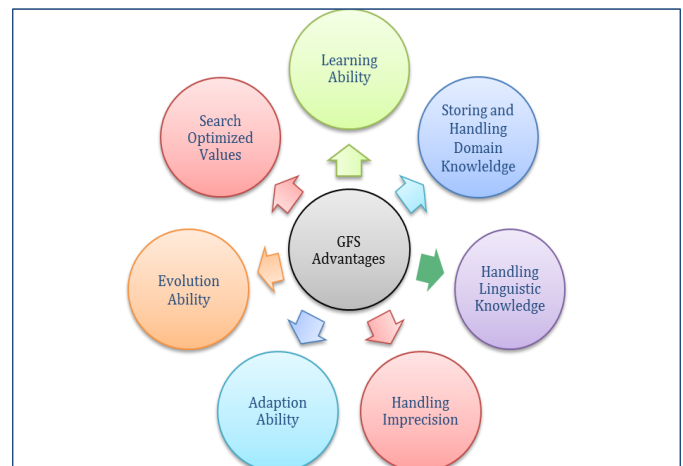 Learning
Ability
Storing and
Handling
Domain
Knowleldge
Handling
Linguistic
Knowledge
Handling
Imprecision
Adaption
Ability
Evolution
Ability
Search
Optimized
Values
GFS
Advantages